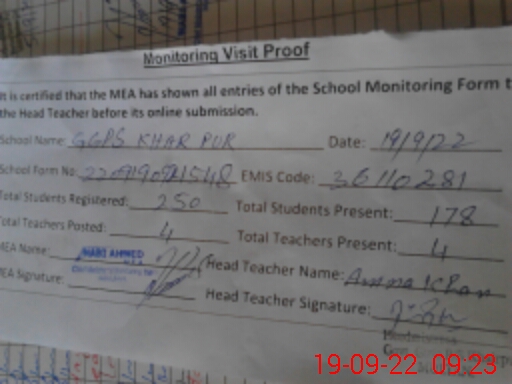 Monitoring Visit Proof
It is certified that the MEA has shown all entries of the School Monitoring Form t
the Head Teacher before its online submission.
School Name: GGPS KHAR PUR Date: 19/9/22
School Form No EMIS Code: 36110281
Total Students Registered: 250 Total Students Present: 178
Total Teachers Posted: 4 Total Teachers Present: 4
MEA Name: AHMED Head Teacher Name: Amna Khan
MEA Signature: Head Teacher Signature:
19-09-22 09:23